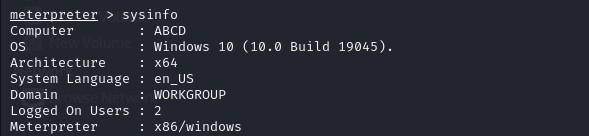 meterpreter > sysinfo
Computer        : ABCD
OS              : Windows 10 (10.0 Build 19045).
Architecture    : x64
System Language : en_US
Domain          : WORKGROUP
Logged On Users : 2
Meterpreter     : x86/windows